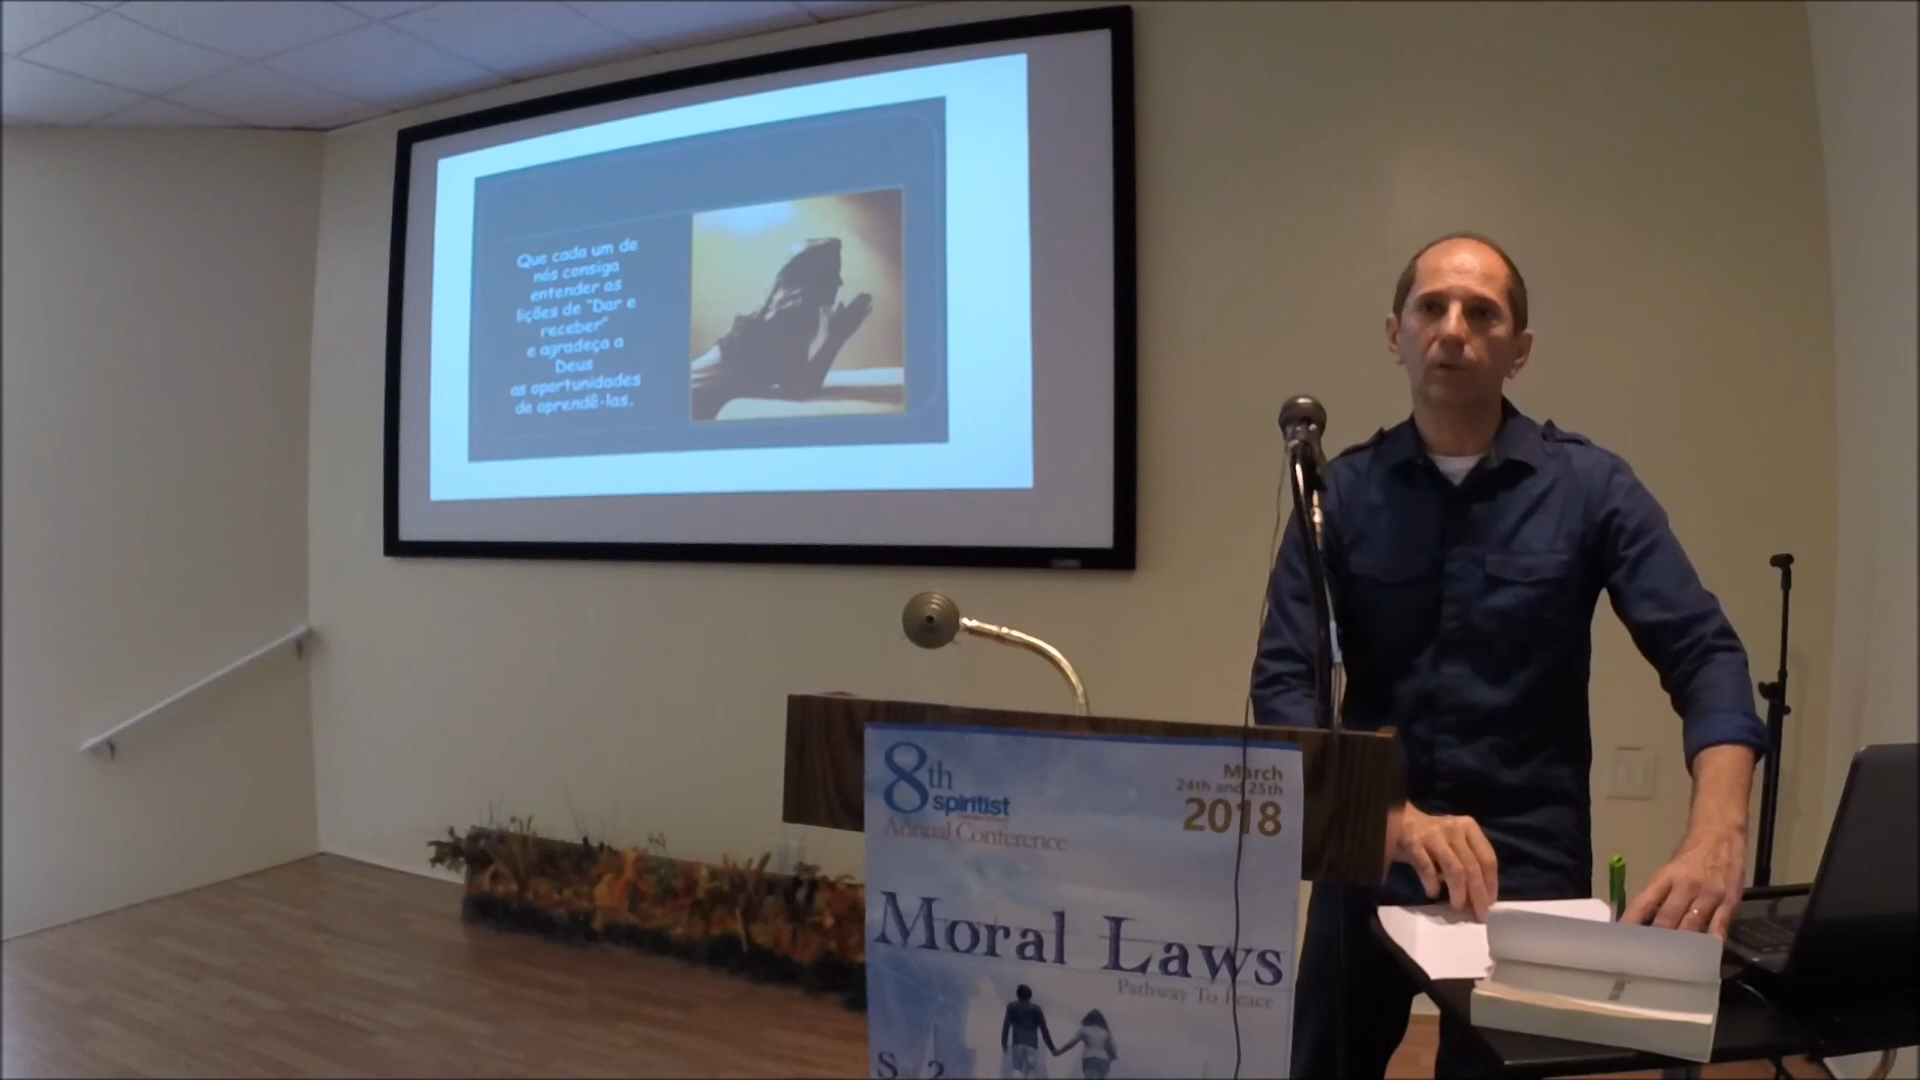 Que cada um de
nós consiga
entender as
lições de "Dar e
receber"
e agradeça a
Deus
as oportunidades
de aprendê-las.
8th
spiritist
Annual Conference
March
24th and 25th
2018
Moral Laws
Pathway To Peace